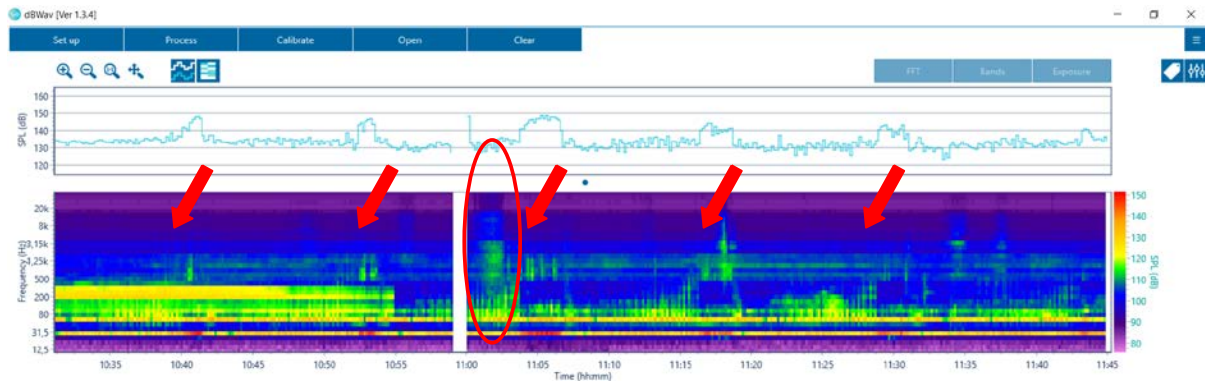 dBWav [Ver 1.3.4]
Set up Process Calibrate Open Clear
FFT Bands Exposure
SPL (dB)
160
150
140
130
120
Frequency (Hz)
20k
8k
3,15k
1,25k
500
200
80
31,5
12,5
10:35 10:40 10:45 10:50 10:55 11:00 11:05 11:10 11:15 11:20 11:25 11:30 11:35 11:40 11:45
Time (hh:mm)
150
140
130
120
110
100
90
80
SPL (dB)